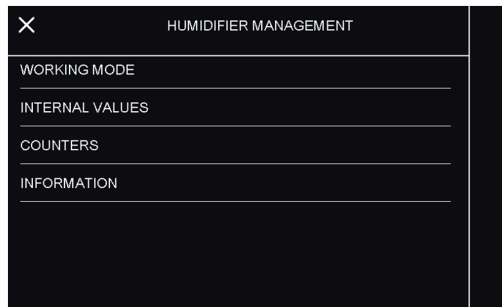 HUMIDIFIER MANAGEMENT
WORKING MODE
INTERNAL VALUES
COUNTERS
INFORMATION